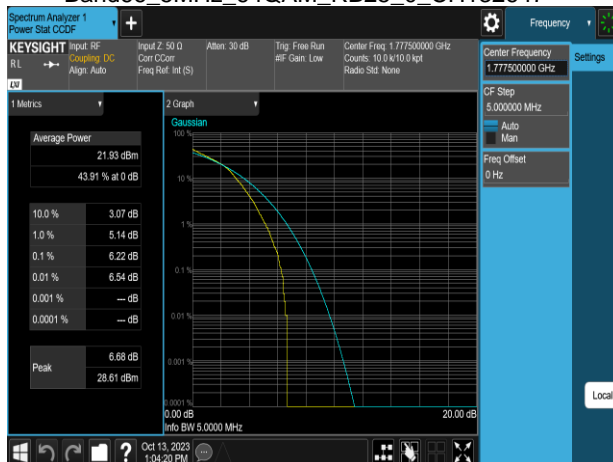 Spectrum Analyzer 1
Power Stat CCDF
Frequency
KEYSIGHT
RL
LXI
Input: RF
Coupling: DC
Align: Auto
Input Z: 50 Ω
Corr CCorr
Freq Ref: Int (S)
Atten: 30 dB
Trig: Free Run
#IF Gain: Low
Center Freq: 1.777500000 GHz
Counts: 10.0 k/10.0 kpt
Radio Std: None
Center Frequency
1.777500000 GHz
Settings
CF Step
5.000000 MHz
Auto
Man
Freq Offset
0 Hz
Local
1 Metrics
Average Power
21.93 dBm
43.91 % at 0 dB
10.0 % 3.07 dB
1.0 % 5.14 dB
0.1 % 6.22 dB
0.01 % 6.54 dB
0.001 % --- dB
0.0001 % --- dB
Peak
6.68 dB
28.61 dBm
2 Graph
Gaussian
100 %
10 %
1 %
0.1 %
0.01 %
0.001 %
0.0001 %
0.00 dB
20.00 dB
Info BW 5.0000 MHz
?
Oct 13, 2023
1:04:20 PM